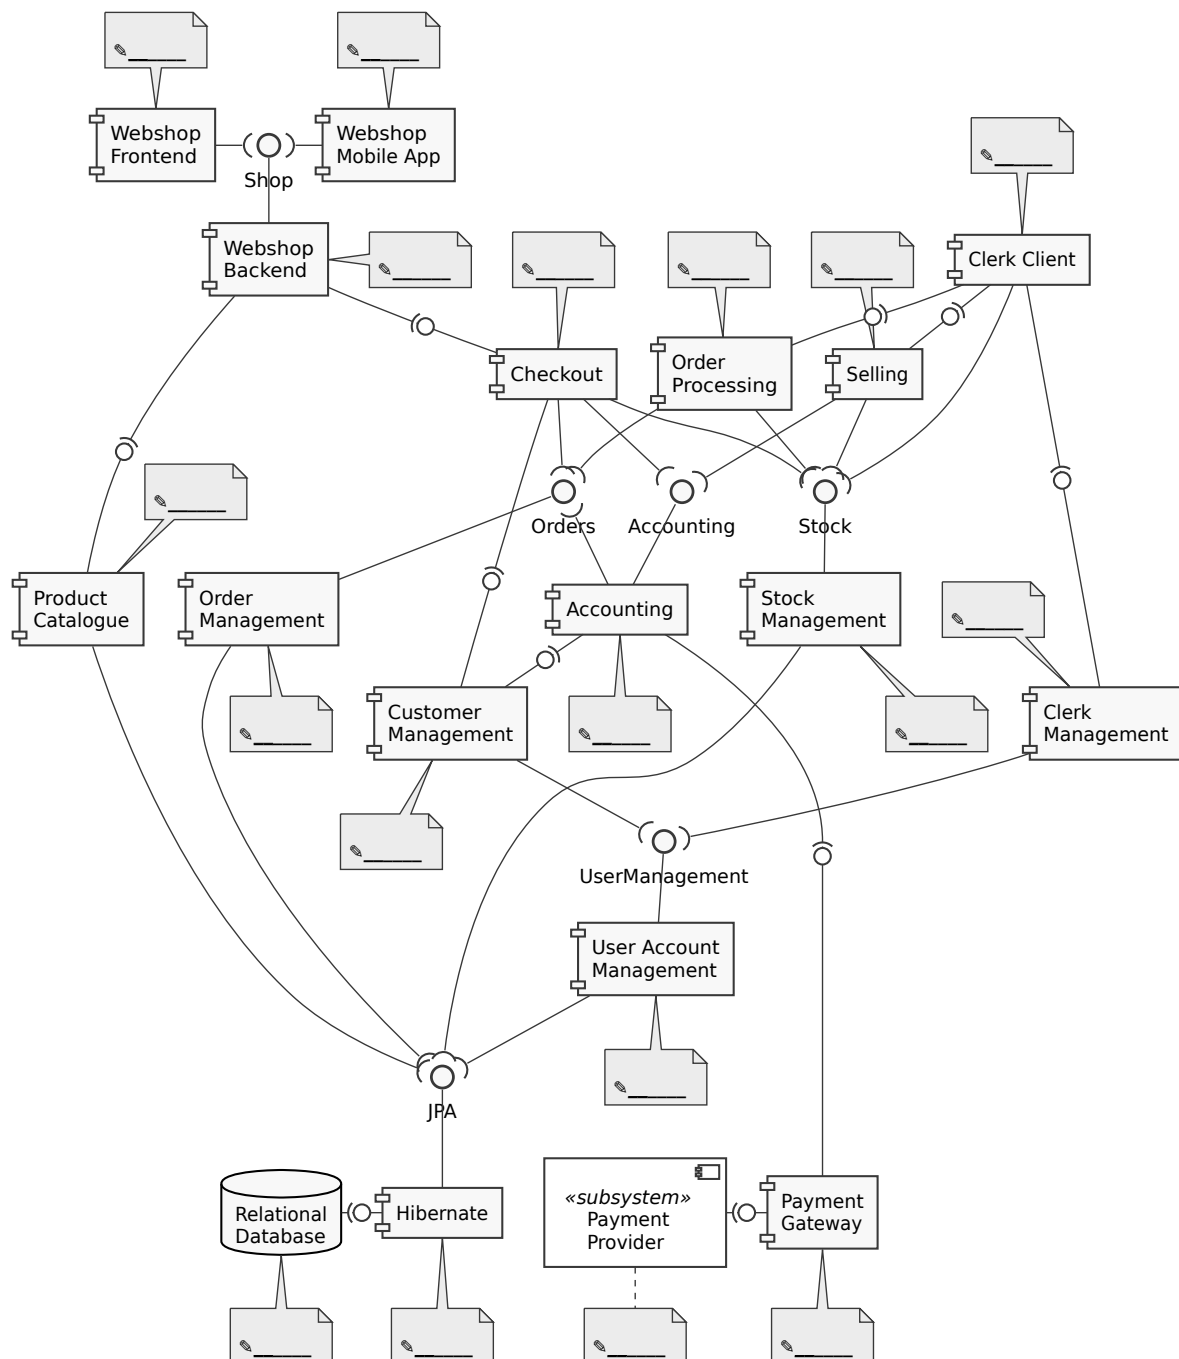 Webshop
Frontend
Webshop
Mobile App
Shop
Webshop
Backend
Clerk Client
Checkout
Order
Processing
Selling
Orders
Accounting
Stock
Product
Catalogue
Order
Management
Accounting
Stock
Management
Customer
Management
Clerk
Management
UserManagement
User Account
Management
JPA
Relational
Database
Hibernate
«subsystem»
Payment
Provider
Payment
Gateway